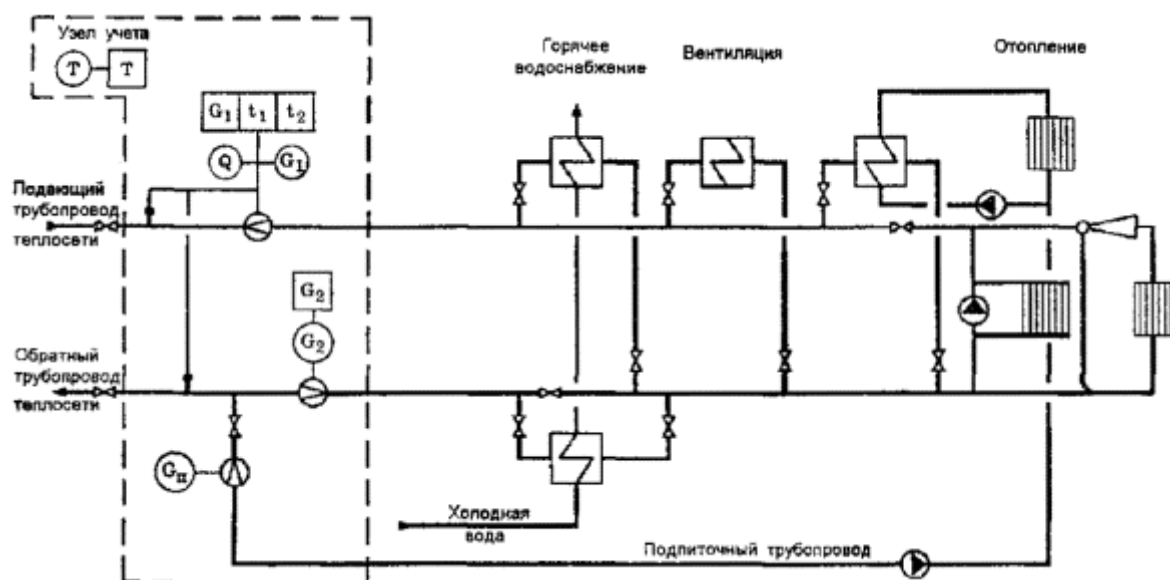 Узел учета
T T
G₁ t₁ t₂
Q G₁
Подающий
трубопровод
теплосети
G₂
G₂
Обратный
трубопровод
теплосети
Gп
Горячее
водоснабжение
Вентиляция
Отопление
Холодная
вода
Подпиточный трубопровод